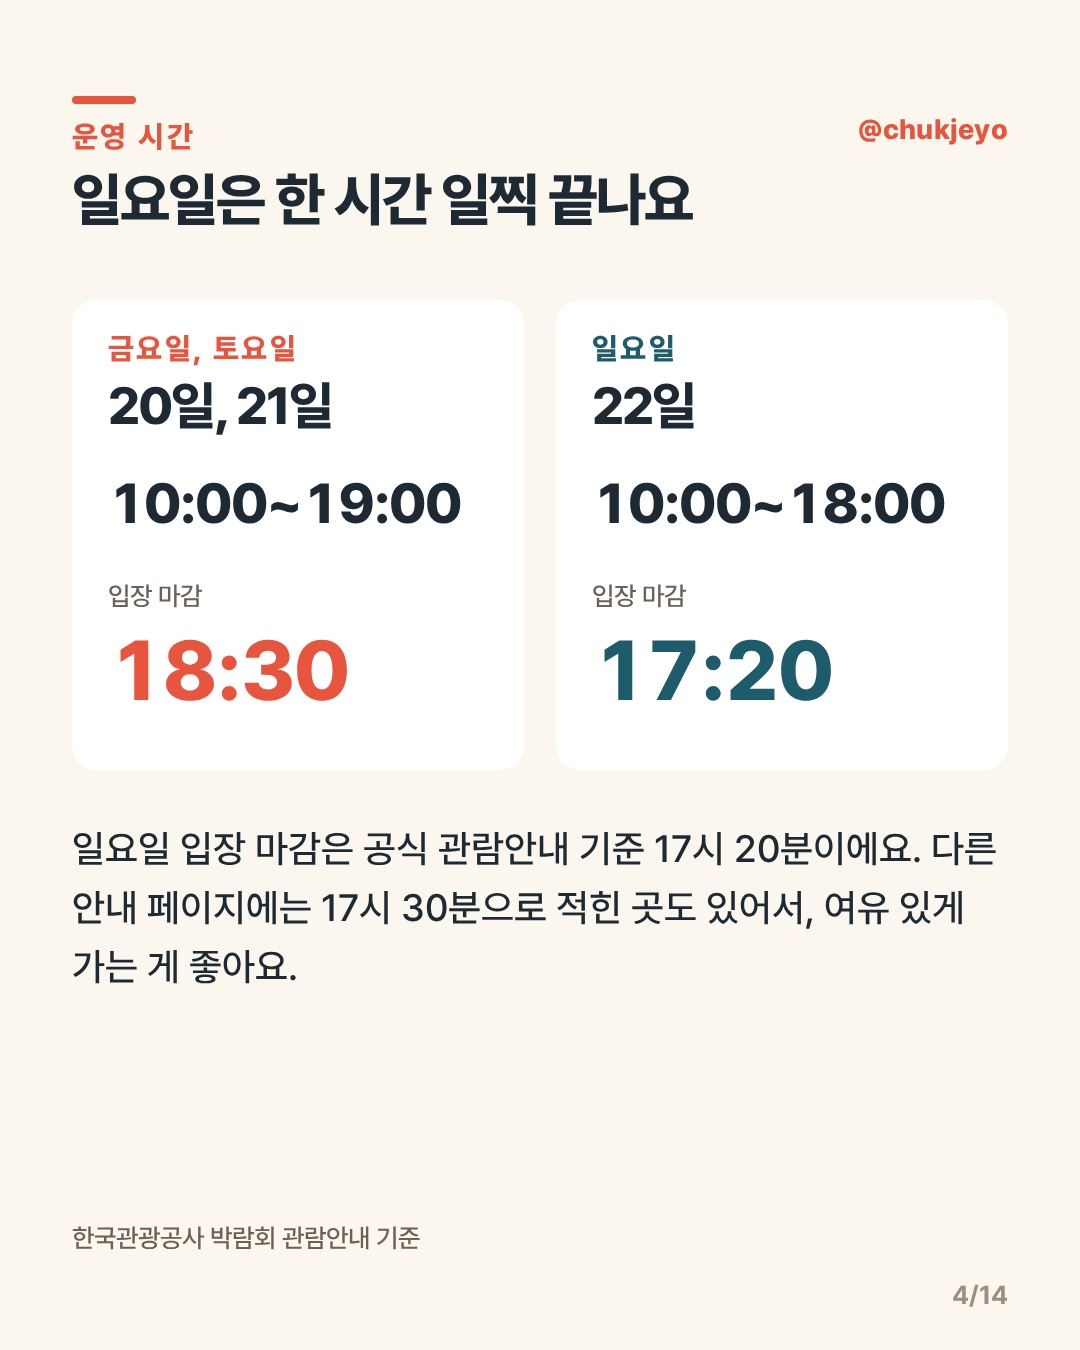 운영 시간
@chukjeyo
일요일은 한 시간 일찍 끝나요
금요일, 토요일
20일, 21일
10:00~19:00
입장 마감
18:30
일요일
22일
10:00~18:00
입장 마감
17:20
일요일 입장 마감은 공식 관람안내 기준 17시 20분이에요. 다른
안내 페이지에는 17시 30분으로 적힌 곳도 있어서, 여유 있게
가는 게 좋아요.
한국관광공사 박람회 관람안내 기준
4/14